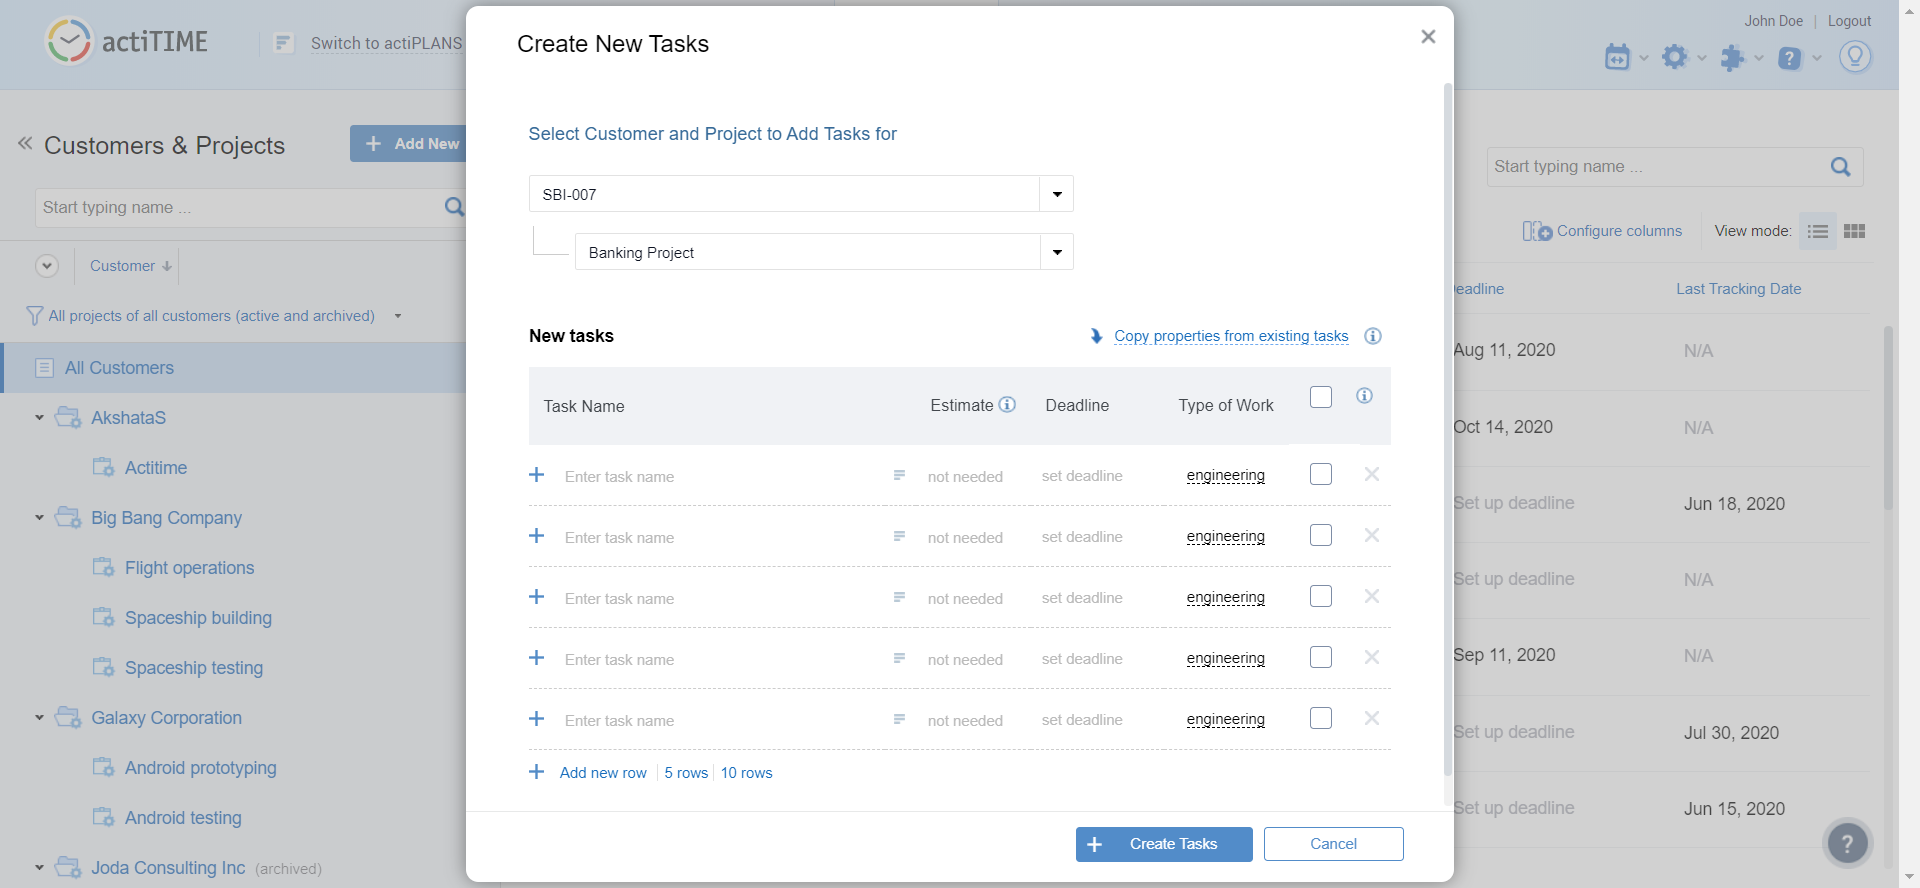 actiTIME
Switch to actiPLANS
John Doe | Logout
Customers & Projects
Add New
Start typing name ...
Customer
All projects of all customers (active and archived)
All Customers
AkshataS
Actitime
Big Bang Company
Flight operations
Spaceship building
Spaceship testing
Galaxy Corporation
Android prototyping
Android testing
Joda Consulting Inc (archived)
Create New Tasks
Select Customer and Project to Add Tasks for
SBI-007
Banking Project
New tasks
Copy properties from existing tasks
Task Name Estimate Deadline Type of Work
Enter task name not needed set deadline engineering
Enter task name not needed set deadline engineering
Enter task name not needed set deadline engineering
Enter task name not needed set deadline engineering
Enter task name not needed set deadline engineering
Add new row 5 rows 10 rows
Create Tasks Cancel
Start typing name ...
Configure columns View mode:
eadline Last Tracking Date
Aug 11, 2020 N/A
Oct 14, 2020 N/A
Set up deadline Jun 18, 2020
Set up deadline N/A
Sep 11, 2020 N/A
Set up deadline Jul 30, 2020
Set up deadline Jun 15, 2020
?